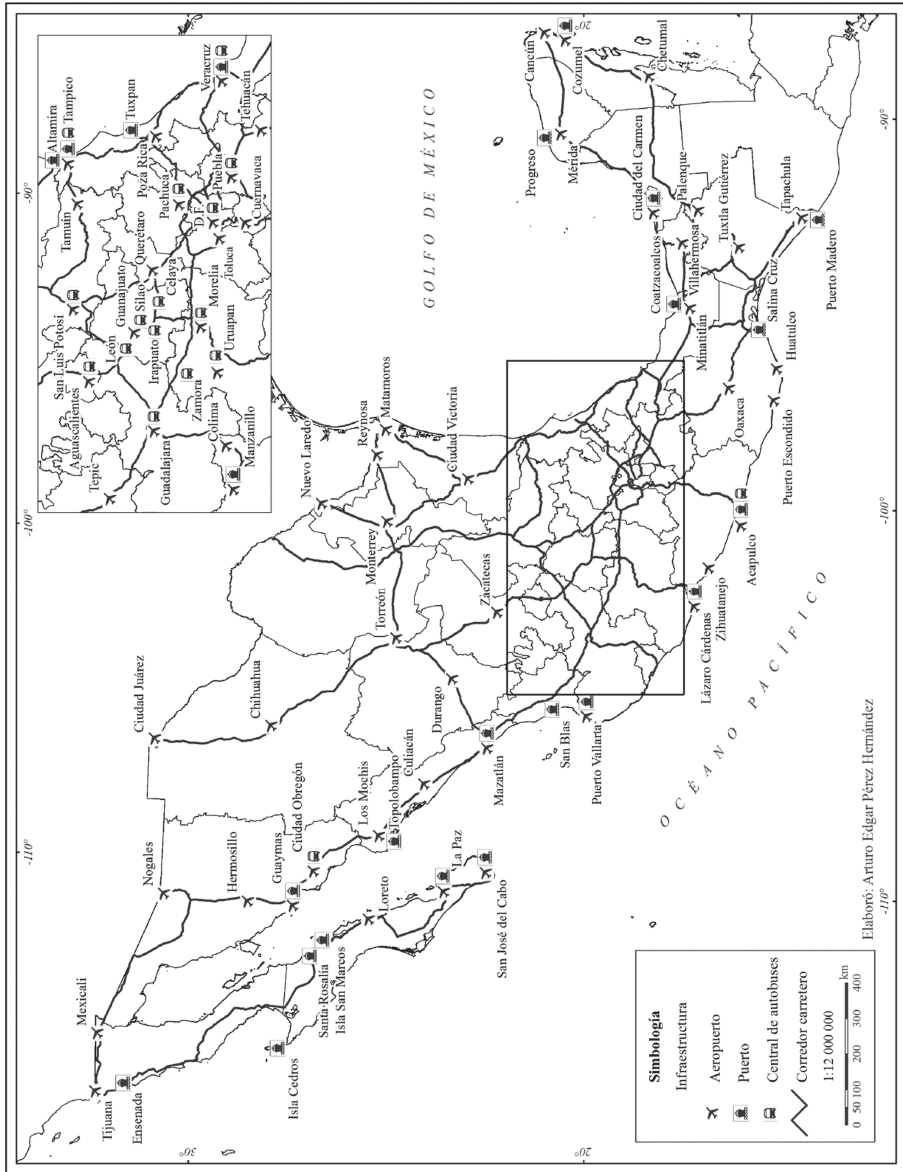 -110°
-100°
-90°
30°
20°
Tijuana
Mexicali
Ensenada
Nogales
Hermosillo
Guaymas
Ciudad Obregón
Isla Cedros
Santa Rosalía
Isla San Marcos
Loreto
La Paz
San José del Cabo
Los Mochis
Topolobampo
Culiacán
Ciudad Juárez
Chihuahua
Torreón
Durango
Mazatlán
Zacatecas
Monterrey
Nuevo Laredo
Reynosa
Matamoros
Ciudad Victoria
San Blas
Puerto Vallarta
Lázaro Cárdenas
Zihuatanejo
Acapulco
Puerto Escondido
Oaxaca
Huatulco
Salina Cruz
Minatitlán
Coatzacoalcos
Villahermosa
Ciudad del Carmen
Palenque
Tuxtla Gutiérrez
Tapachula
Puerto Madero
Progreso
Mérida
Cancún
Cozumel
Chetumal
GOLFO DE MÉXICO
OCÉANO PACÍFICO
Tepic
Aguascalientes
San Luis Potosí
León
Guanajuato
Silao
Irapuato
Querétaro
Celaya
Guadalajara
Zamora
Colima
Manzanillo
Uruapan
Morelia
Toluca
D.F.
Pachuca
Poza Rica
Puebla
Cuernavaca
Tehuacán
Veracruz
Tuxpan
Tampico
Altamira
Tamuín
Simbología
Infraestructura
Aeropuerto
Puerto
Central de autobuses
Corredor carretero
1:12 000 000
0 50 100 200 300 400
km
Elaboró: Arturo Edgar Pérez Hernández
-90°
-100°
-110°
30°
20°